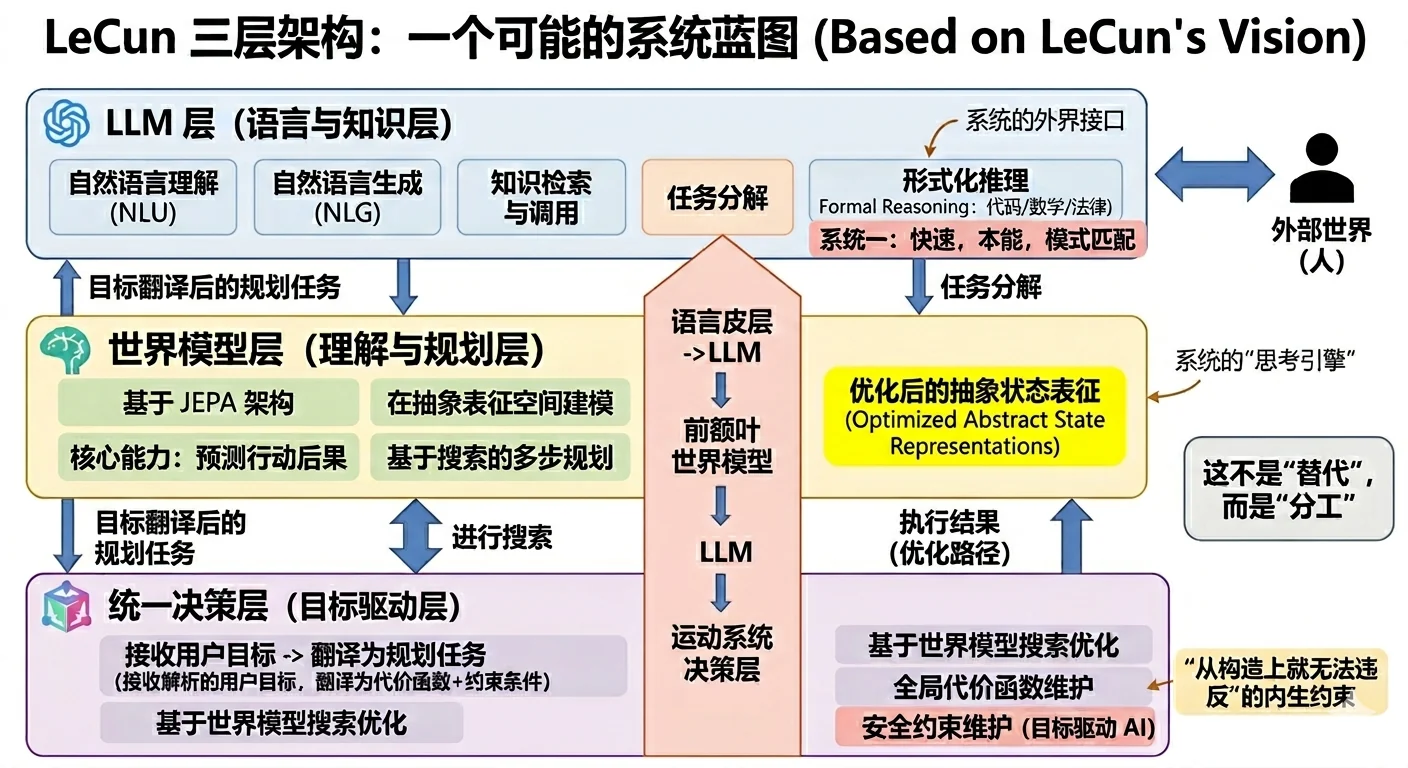 LeCun 三层架构：一个可能的系统蓝图 (Based on LeCun's Vision)
LLM 层（语言与知识层）
系统的外界接口
自然语言理解
(NLU)
自然语言生成
(NLG)
知识检索
与调用
任务分解
形式化推理
Formal Reasoning：代码/数学/法律)
系统一：快速，本能，模式匹配
外部世界
（人）
目标翻译后的规划任务
任务分解
世界模型层（理解与规划层）
基于 JEPA 架构
在抽象表征空间建模
核心能力：预测行动后果
基于搜索的多步规划
语言皮层
->LLM
前额叶
世界模型
LLM
运动系统
决策层
优化后的抽象状态表征
(Optimized Abstract State
Representations)
系统的“思考引擎”
这不是“替代”，
而是“分工”
目标翻译后的
规划任务
进行搜索
执行结果
（优化路径）
统一决策层（目标驱动层）
接收用户目标 -> 翻译为规划任务
(接收解析的用户目标，翻译为代价函数+约束条件)
基于世界模型搜索优化
基于世界模型搜索优化
全局代价函数维护
安全约束维护 (目标驱动 AI)
“从构造上就无法违
反”的内生约束